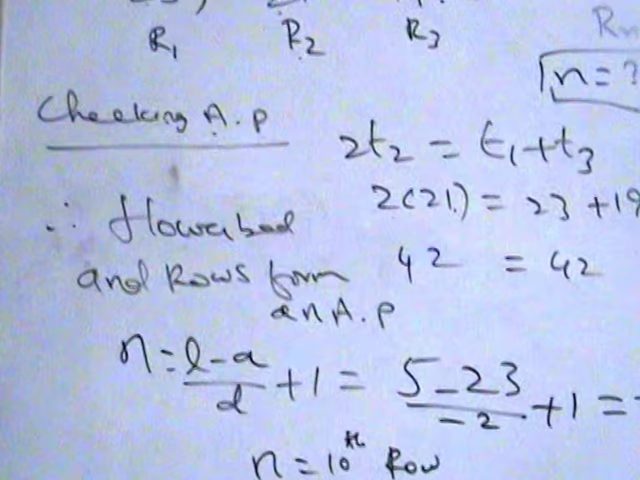 R1 R2 R3 Rn
n = ?
Checking A.p
2t2 = t1+t3
2(21) = 23 +19
∴ flowerbed
42 = 42
and Rows form
an A.p
n = l-a/d +1 = 5-23/-2 +1 =
n = 10th Row